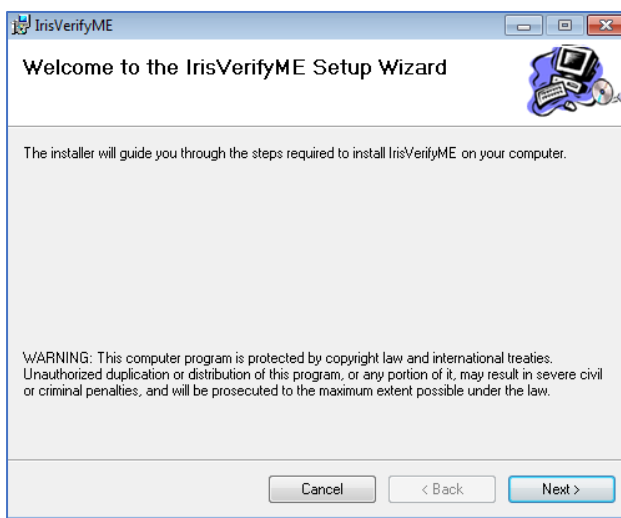 IrisVerifyME
Welcome to the IrisVerifyME Setup Wizard
The installer will guide you through the steps required to install IrisVerifyME on your computer.
WARNING: This computer program is protected by copyright law and international treaties.
Unauthorized duplication or distribution of this program, or any portion of it, may result in severe civil
or criminal penalties, and will be prosecuted to the maximum extent possible under the law.
Cancel
< Back
Next >